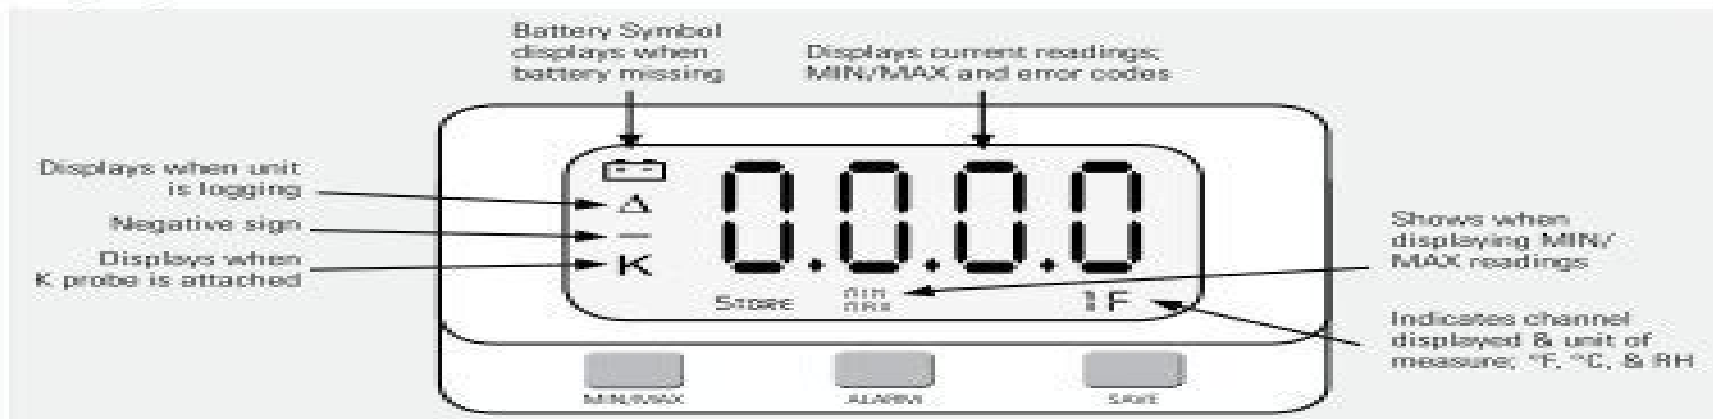 Battery Symbol
displays when
battery missing
Displays current readings;
MIN/MAX and error codes
Displays when unit
is logging
Negative sign
Displays when
K probe is attached
Shows when
displaying MIN/
MAX readings
Indicates channel
displayed & unit of
measure; °F, °C, & RH
K
0.0.0.0
STORE
MIN
MAX
F
MIN/MAX
ALARM
SAVE